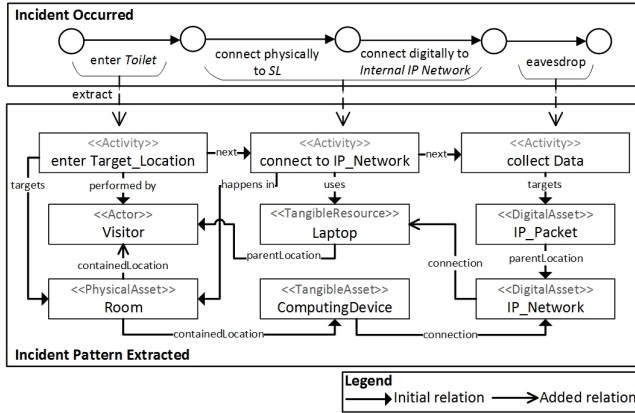 Incident Occurred
enter Toilet
connect physically
to SL
connect digitally to
Internal IP Network
eavesdrop
extract
<<Activity>>
enter Target_Location
next
<<Activity>>
connect to IP_Network
next
<<Activity>>
collect Data
targets
performed by
happens in
uses
targets
<<Actor>>
Visitor
<<TangibleResource>>
Laptop
<<DigitalAsset>>
IP_Packet
containedLocation
parentLocation
connection
parentLocation
<<PhysicalAsset>>
Room
<<TangibleAsset>>
ComputingDevice
<<DigitalAsset>>
IP_Network
containedLocation
connection
Incident Pattern Extracted
Legend
Initial relation
Added relation